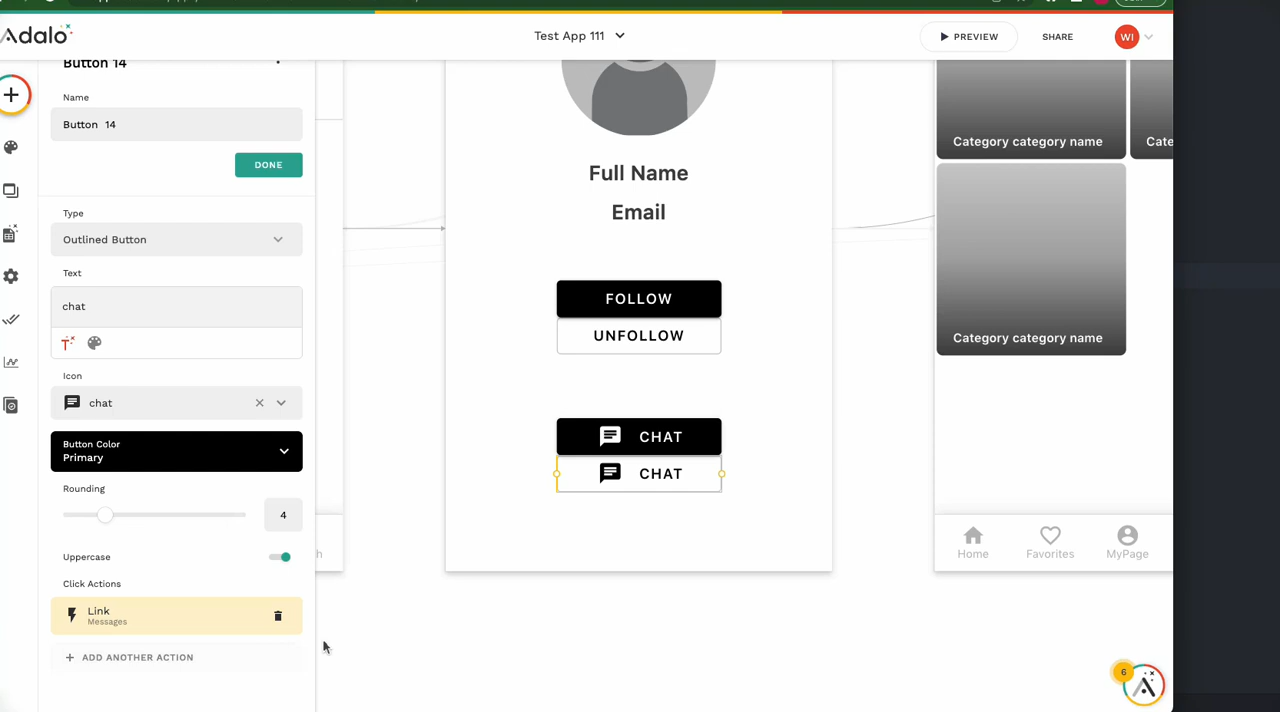 Adalo
Test App 111
PREVIEW
SHARE
WI
Button 14
Name
Button 14
DONE
Type
Outlined Button
Text
chat
Icon
chat
Button Color
Primary
Rounding
4
Uppercase
Click Actions
Link
Messages
ADD ANOTHER ACTION
h
Full Name
Email
FOLLOW
UNFOLLOW
CHAT
CHAT
Category category name
Cate
Category category name
Home
Favorites
MyPage
6